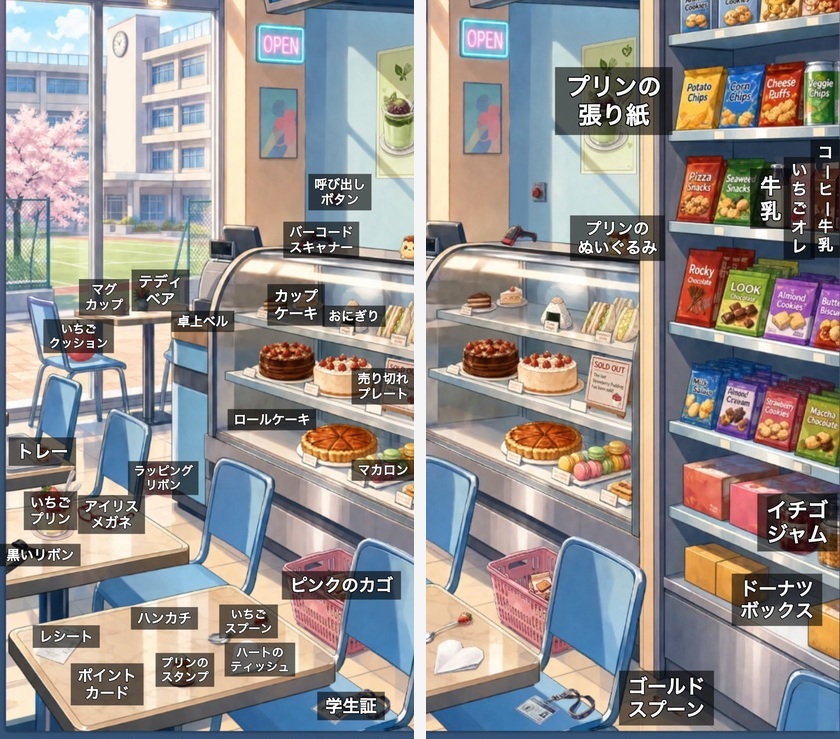 OPEN
呼び出し
ボタン
バーコード
スキャナー
マグ
カップ
テディ
ベア
卓上ベル
カップ
ケーキ
おにぎり
いちご
クッション
売り切れ
プレート
ロールケーキ
トレー
ラッピング
リボン
マカロン
いちご
プリン
アイリス
メガネ
黒いリボン
ピンクのカゴ
ハンカチ
いちご
スプーン
レシート
プリンの
スタンプ
ハートの
ティッシュ
ポイント
カード
学生証
OPEN
プリンの
張り紙
Cookies
Potato
Chips
Corn
Chips
Cheese
Puffs
Veggie
Chips
Pizza
Snacks
Seaweed
Snacks
牛乳
いちごオレ
コーヒー牛乳
プリンの
ぬいぐるみ
Rocky
Chocolate
LOOK
Chocolate
Almond
Cookies
SOLD OUT
Almond
Cream
Strawberry
Cookies
Maccha
Chocolate
イチゴ
ジャム
ドーナツ
ボックス
ゴールド
スプーン